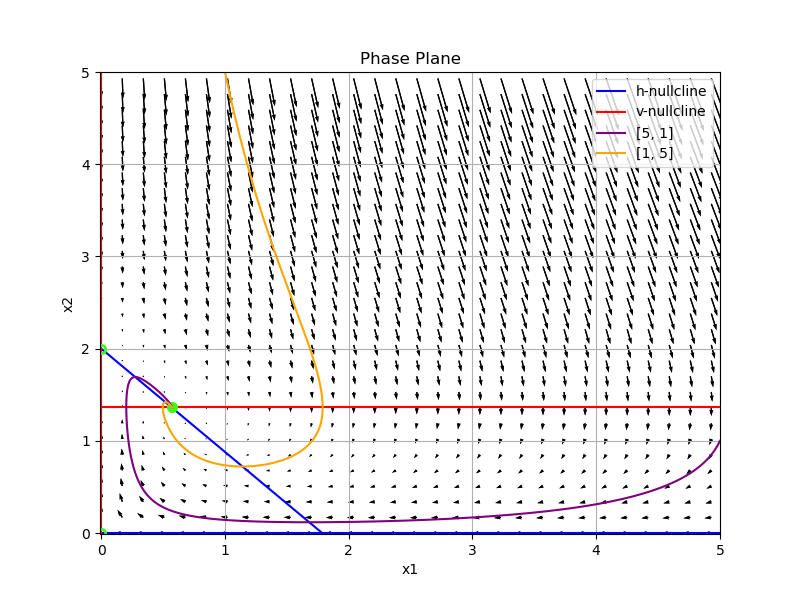 Phase Plane
h-nullcline
v-nullcline
[5, 1]
[1, 5]
5
4
3
2
1
0
x2
0 1 2 3 4 5
x1